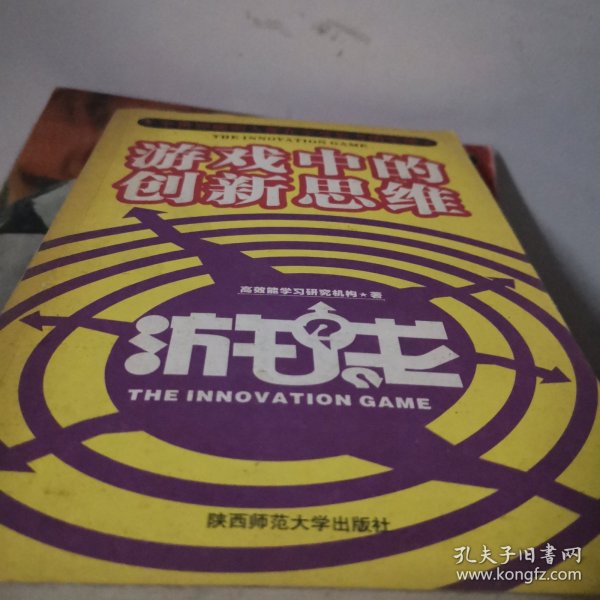 THE INNOVATION GAME
游戏中的
创新思维
高效能学习研究机构★著
THE INNOVATION GAME
陕西师范大学出版社
孔夫子旧书网
www.kongfz.com